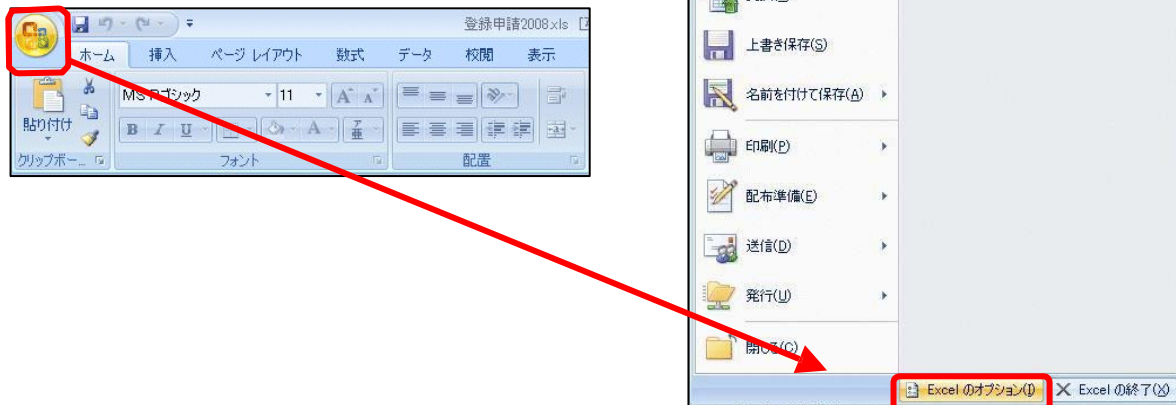 登録申請2008.xls
ホーム 挿入 ページ レイアウト 数式 データ 校閲 表示
MS Pゴシック 11 A A
貼り付け
B I U A 亜
クリップボー... フォント 配置
上書き保存(S)
名前を付けて保存(A)
印刷(P)
配布準備(E)
送信(D)
発行(U)
閉じる(C)
Excel のオプション(I) Excel の終了(X)